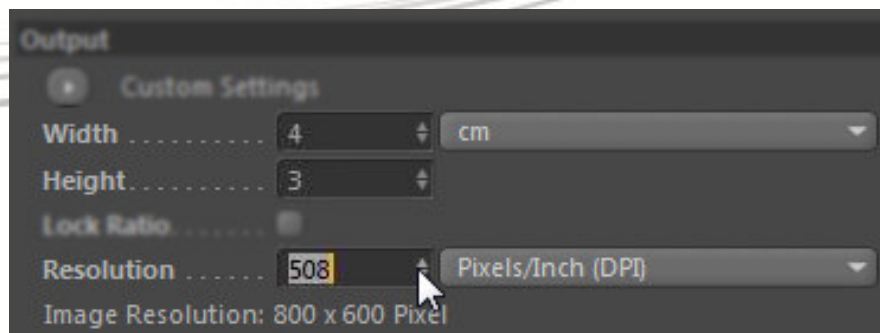 Output
Custom Settings
Width .......... 4 cm
Height.......... 3
Lock Ratio.......
Resolution ...... 508 Pixels/Inch (DPI)
Image Resolution: 800 x 600 Pixel